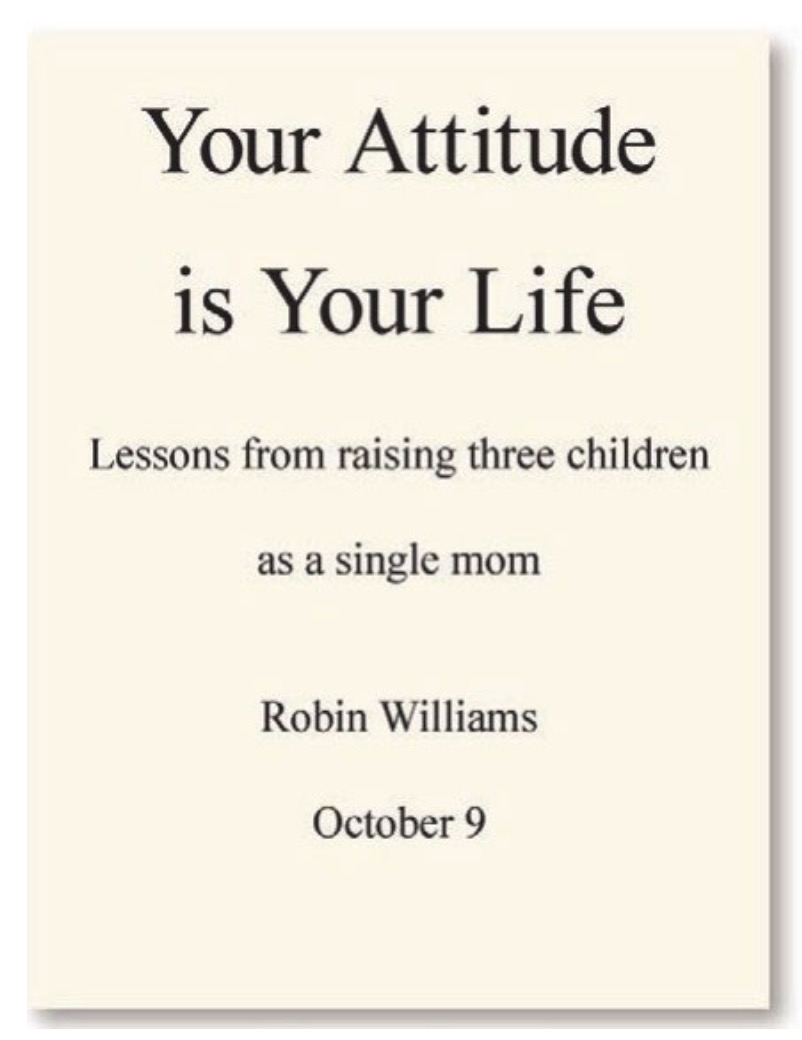 Your Attitude
is Your Life
Lessons from raising three children
as a single mom
Robin Williams
October 9